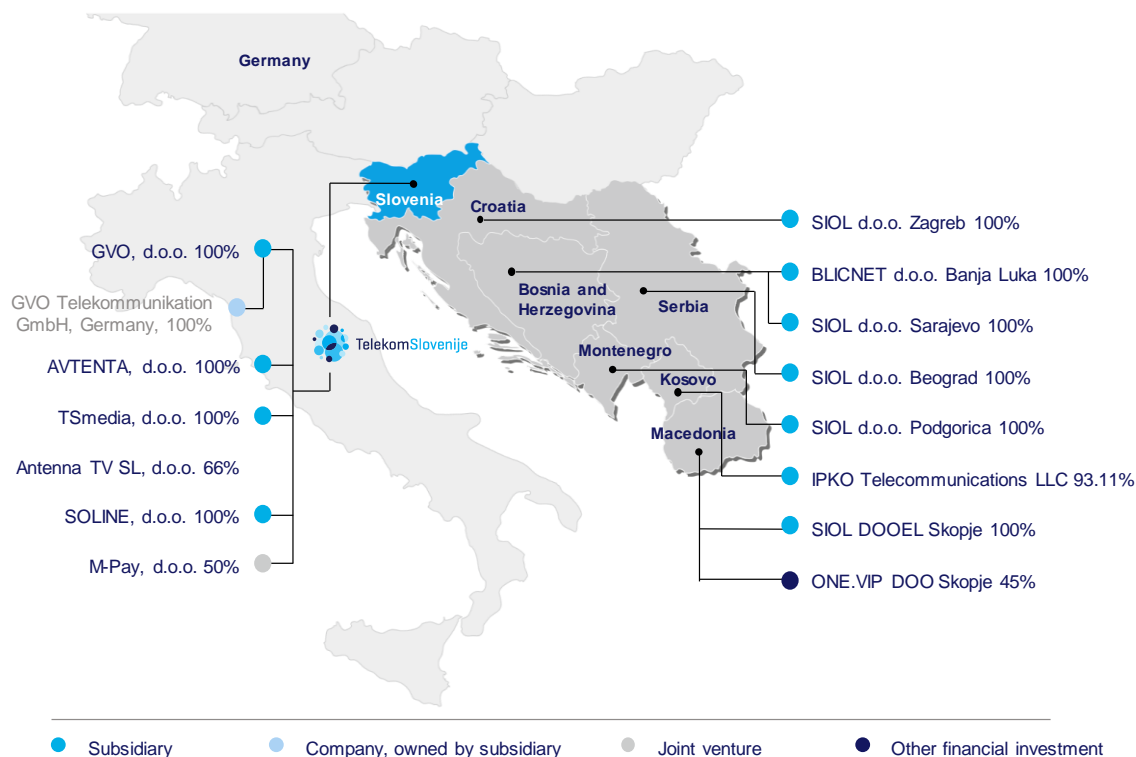 Germany
Slovenia
Croatia
Bosnia and
Herzegovina
Serbia
Montenegro
Kosovo
Macedonia
GVO, d.o.o. 100%
GVO Telekommunikation
GmbH, Germany, 100%
AVTENTA, d.o.o. 100%
TSmedia, d.o.o. 100%
Antenna TV SL, d.o.o. 66%
SOLINE, d.o.o. 100%
M-Pay, d.o.o. 50%
TelekomSlovenije
SIOL d.o.o. Zagreb 100%
BLICNET d.o.o. Banja Luka 100%
SIOL d.o.o. Sarajevo 100%
SIOL d.o.o. Beograd 100%
SIOL d.o.o. Podgorica 100%
IPKO Telecommunications LLC 93.11%
SIOL DOOEL Skopje 100%
ONE.VIP DOO Skopje 45%
Subsidiary
Company, owned by subsidiary
Joint venture
Other financial investment